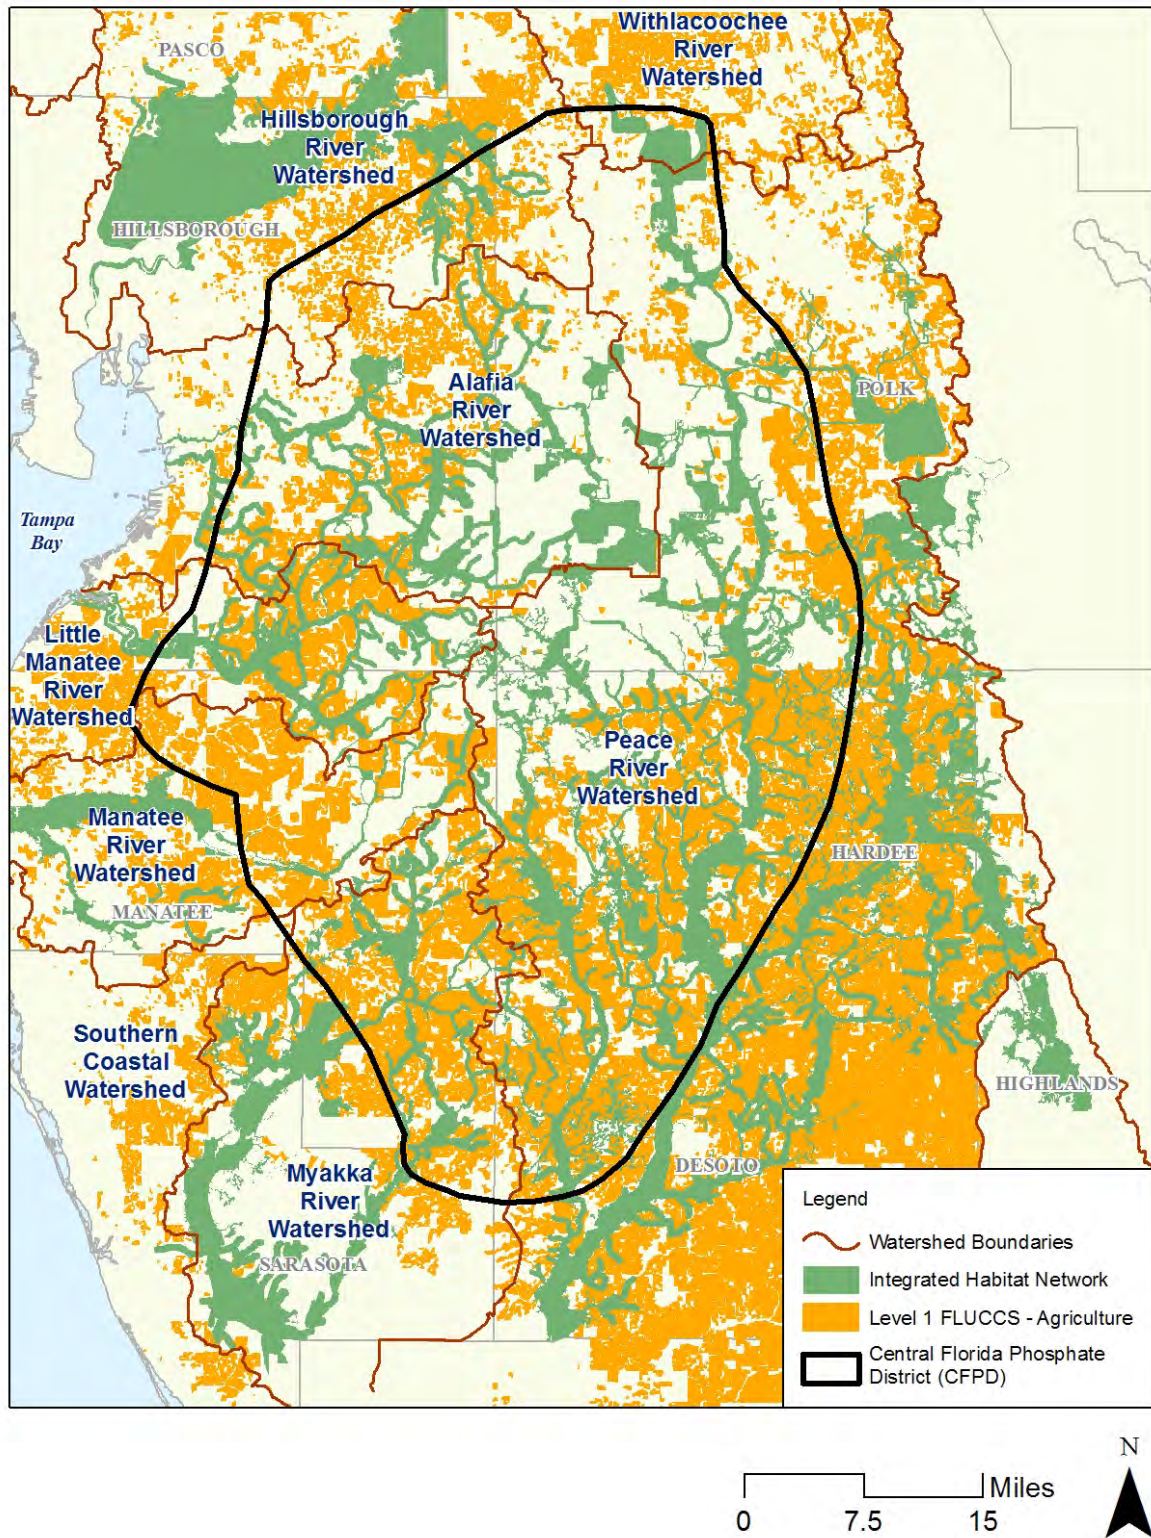 Withlacoochee
River
Watershed
PASCO
Hillsborough
River
Watershed
HILLSBOROUGH
Alafia
River
Watershed
POLK
Tampa
Bay
Little
Manatee
River
Watershed
Peace
River
Watershed
Manatee
River
Watershed
HARDEE
MANATEE
Southern
Coastal
Watershed
HIGHLANDS
Myakka
River
Watershed
DESOTO
SARASOTA
Legend
Watershed Boundaries
Integrated Habitat Network
Level 1 FLUCCS - Agriculture
Central Florida Phosphate
District (CFPD)
N
Miles
0 7.5 15